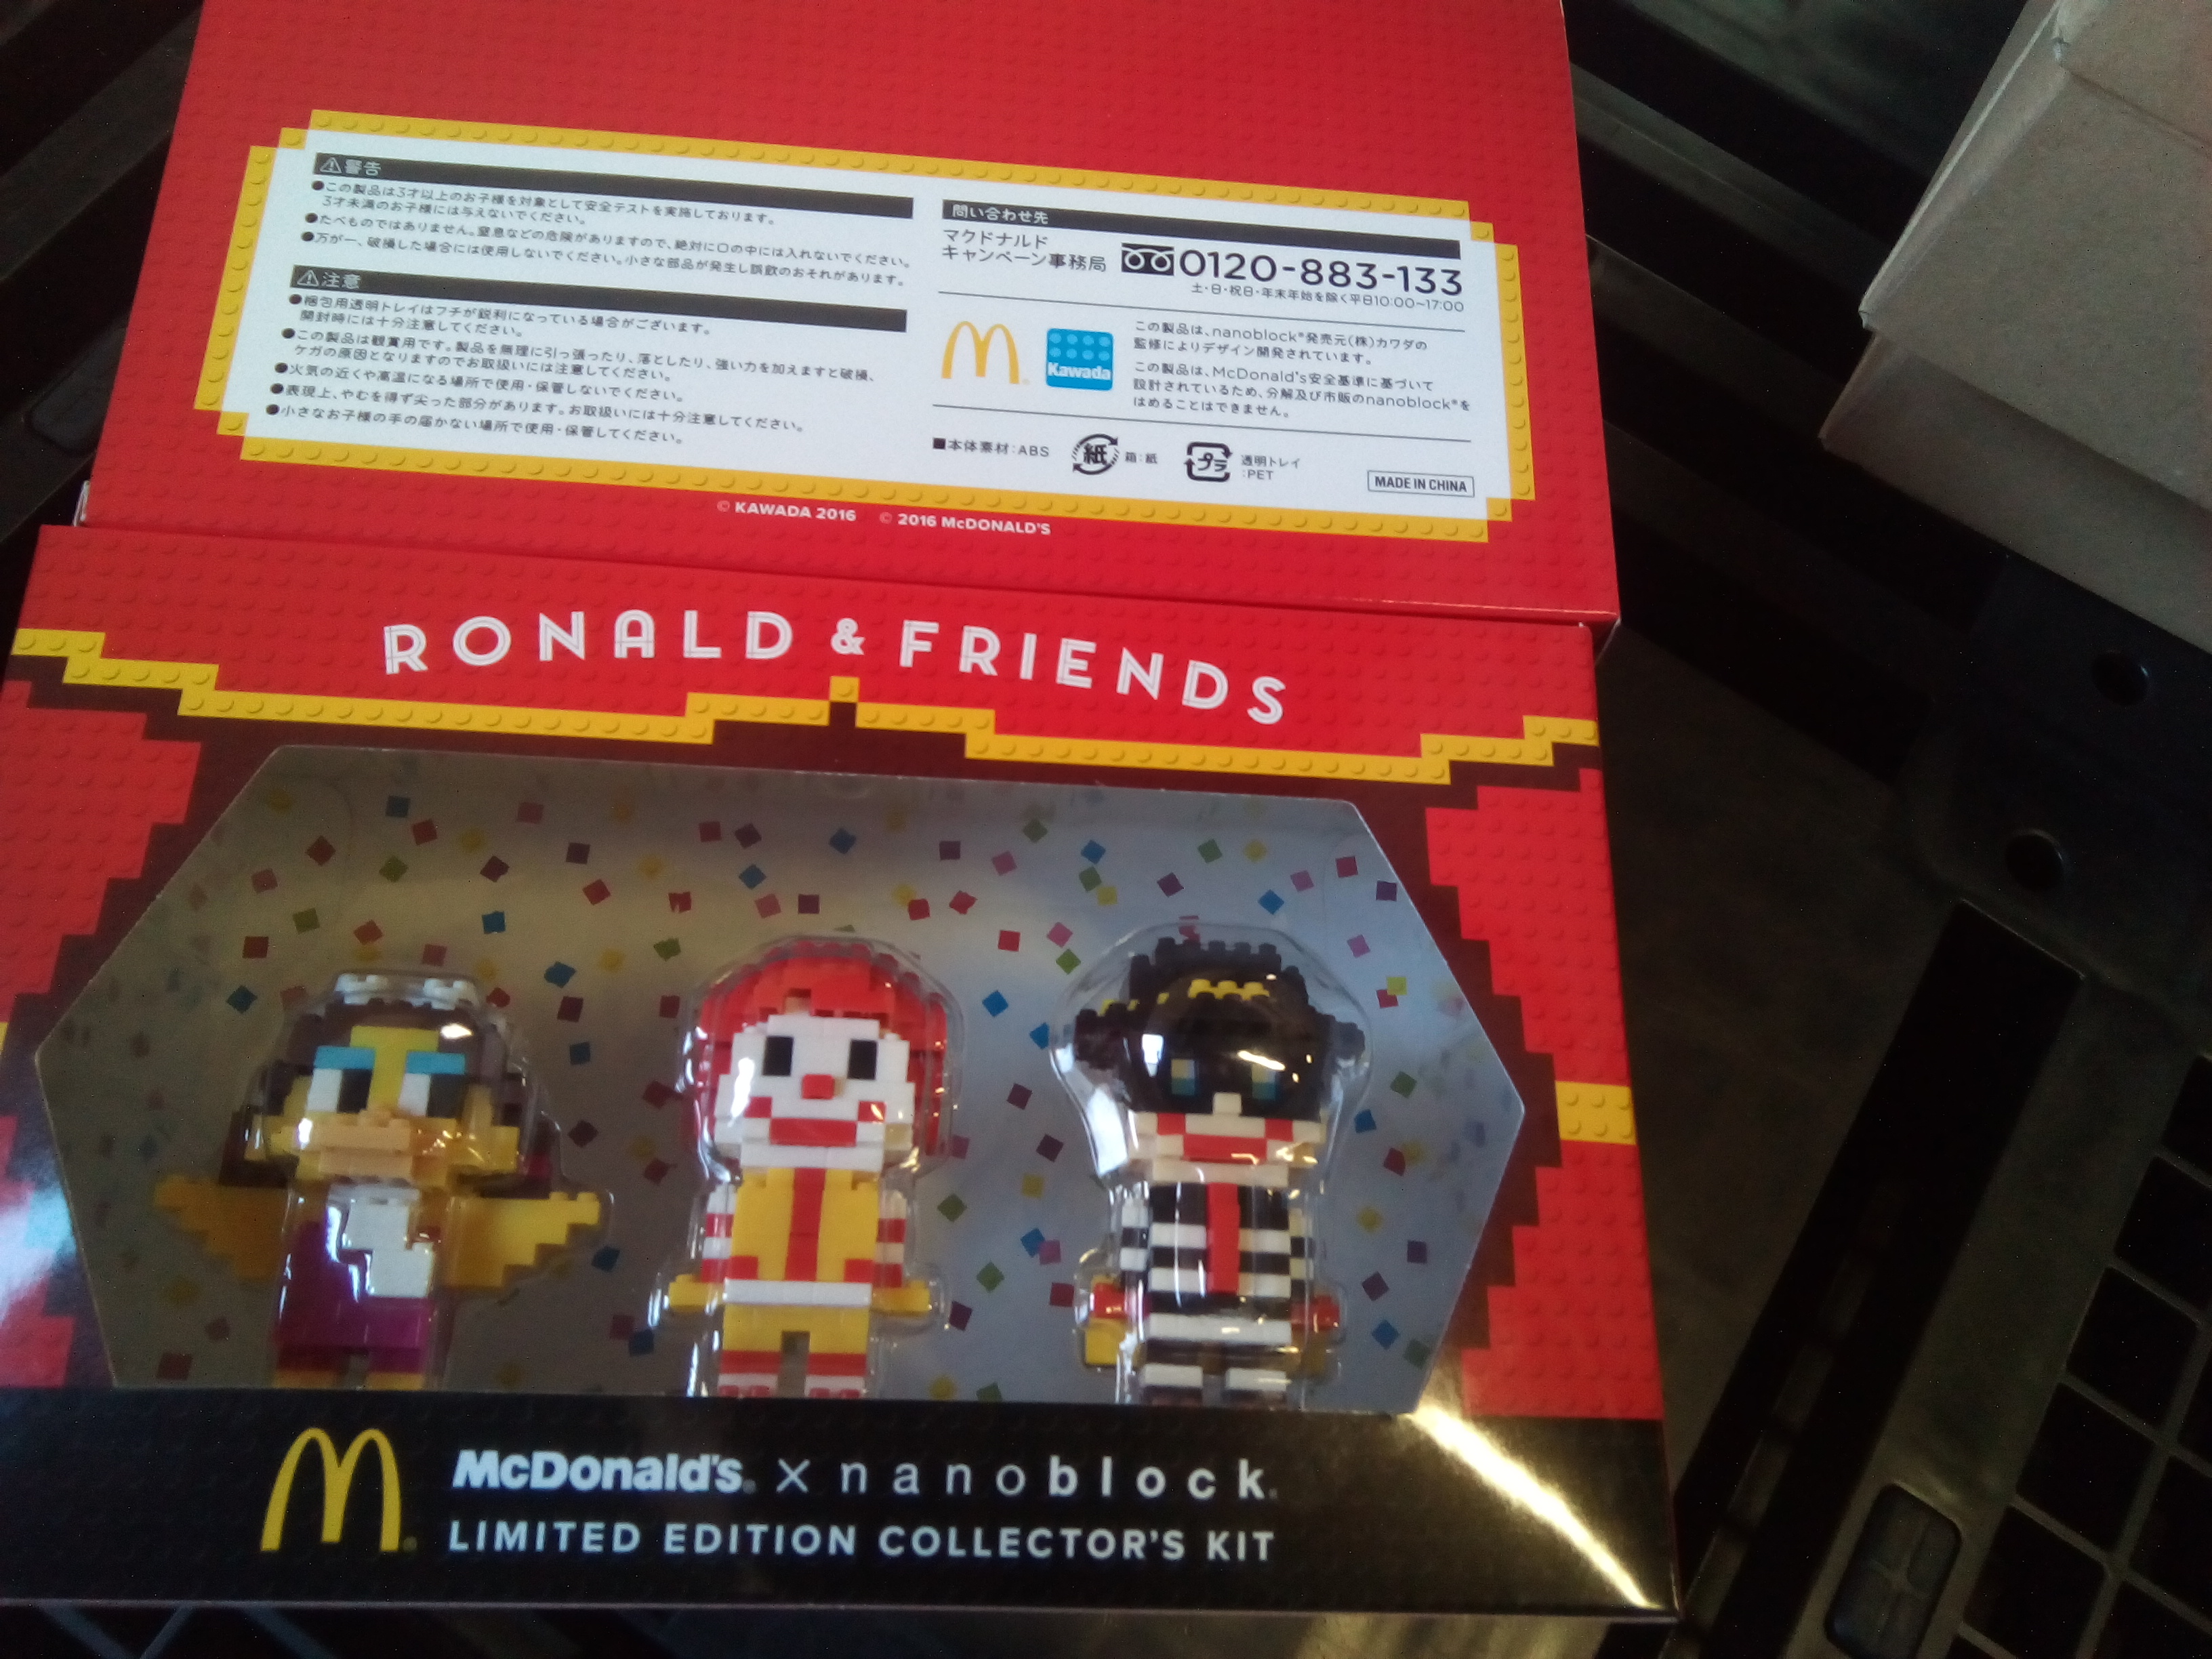 ⚠警告
●この製品は3才以上のお子様を対象として安全テストを実施しております。
3才未満のお子様には与えないでください。
●たべものではありません。窒息などの危険がありますので、絶対に口の中には入れないでください。
●万が一、破損した場合には使用しないでください。小さな部品が発生し誤飲のおそれがあります。
⚠注意
●梱包用透明トレイはフチが鋭利になっている場合がございます。
開封時には十分注意してください。
●この製品は観賞用です。製品を無理に引っ張ったり、落としたり、強い力を加えますと破損、
ケガの原因となりますのでお取扱いには注意してください。
●火気の近くや高温になる場所で使用・保管しないでください。
●表現上、やむを得ず尖った部分があります。お取扱いには十分注意してください。
●小さなお子様の手の届かない場所で使用・保管してください。
問い合わせ先
マクドナルド
キャンペーン事務局
0120-883-133
土・日・祝日・年末年始を除く平日10:00~17:00
M
Kawada
この製品は、nanoblock®発売元(株)カワダの
監修によりデザイン開発されています。
この製品は、McDonald's安全基準に基づいて
設計されているため、分解及び市販のnanoblock®を
はめることはできません。
■本体素材:ABS
紙
箱:紙
プラ
透明トレイ
:PET
MADE IN CHINA
© KAWADA 2016 © 2016 McDONALD'S
RONALD & FRIENDS
M®
McDonald's® × nanoblock®
LIMITED EDITION COLLECTOR'S KIT